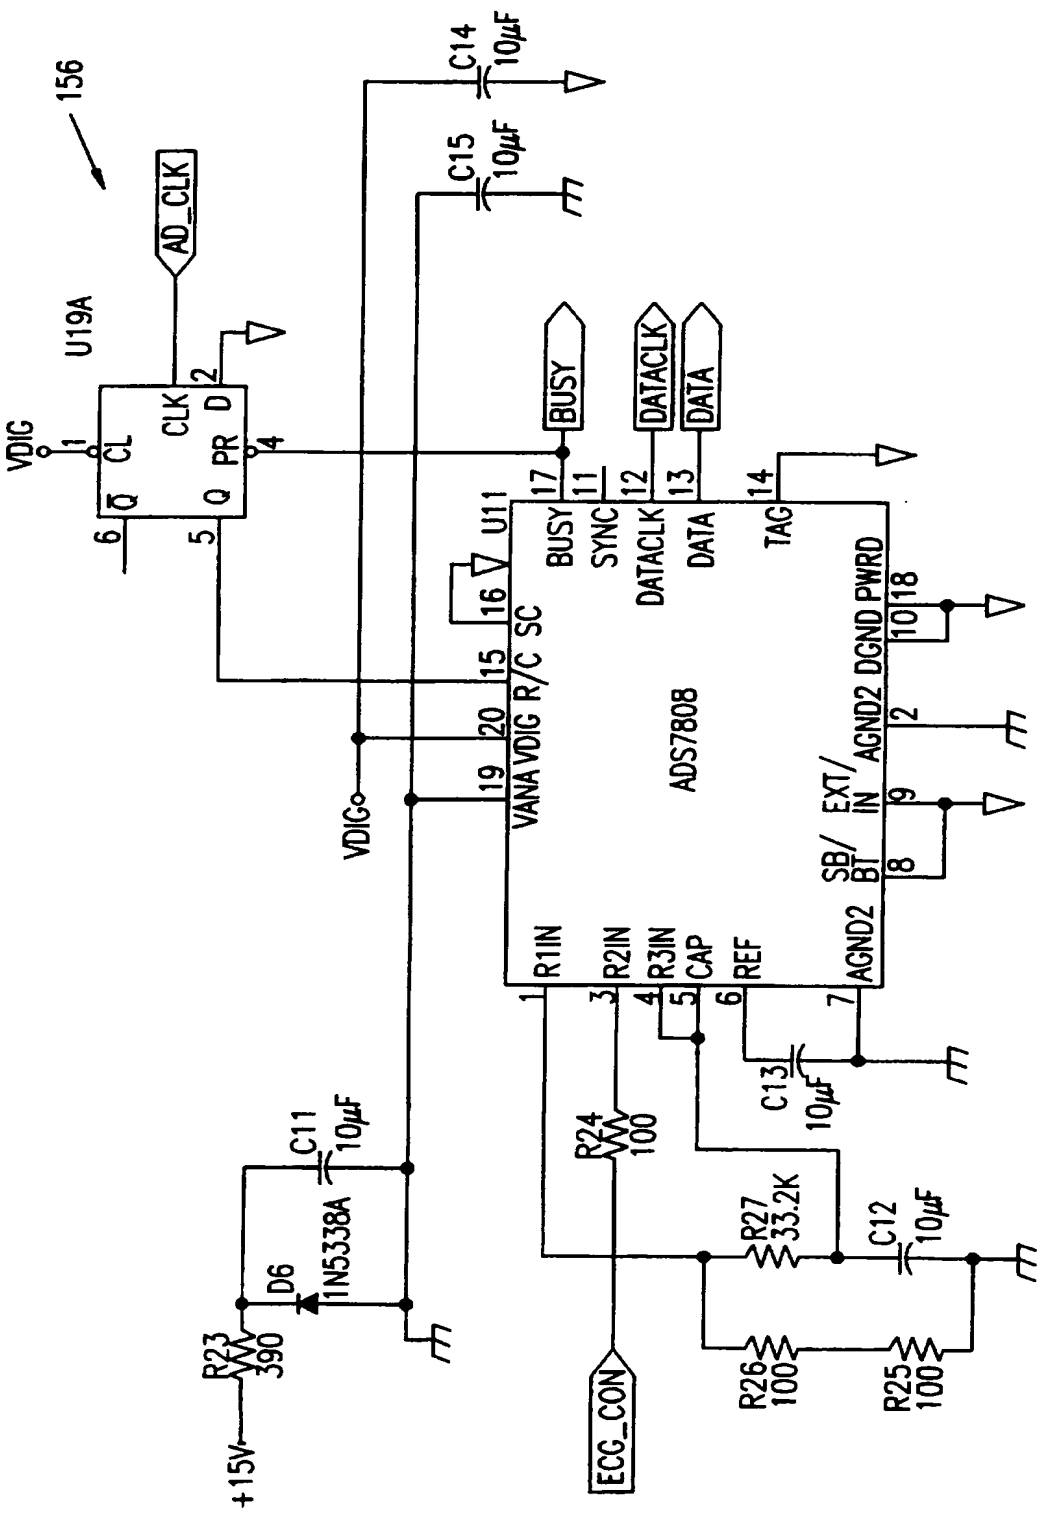 156
AD_CLK
U19A
VDIG
1
CL
CLK
2
D
PR
4
Q
Q
6
5
C14
10µF
C15
10µF
BUSY
DATACLK
DATA
U11
17
11
12
13
14
BUSY
SYNC
DATACLK
DATA
TAG
16
SC
15
R/C
20
VDIG
19
VANA
VDIG
ADS7808
PWRD
18
DGND
10
AGND2
2
EXT/
IN
9
SB/
BT
8
AGND2
7
R1IN
1
R2IN
3
R3IN
4
CAP
5
REF
6
C13
10µF
R24
100
C11
10µF
D6
1N5338A
R23
390
+15V
R27
33.2K
C12
10µF
R26
100
R25
100
ECG_CON